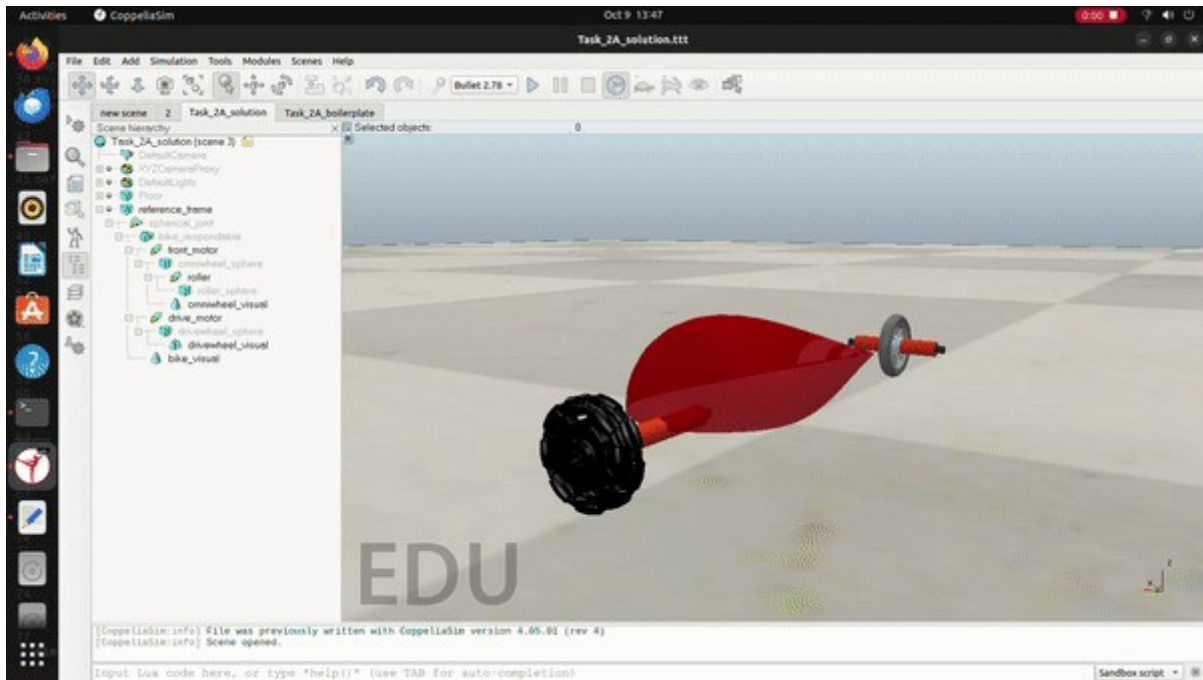 Activities
CoppeliaSim
Oct 9 13:47
0:00
Task_2A_solution.ttt
File Edit Add Simulation Tools Modules Scenes Help
Bullet 2.78
new scene 2 Task_2A_solution Task_2A_boilerplate
Scene hierarchy
Selected objects: 0
Task_2A_solution (scene 3)
DefaultCamera
XYZCameraProxy
DefaultLights
Floor
reference_frame
spherical_joint
bike_respondable
front_motor
omniwheel_sphere
roller
roller_sphere
omniwheel_visual
drive_motor
drivewheel_sphere
drivewheel_visual
bike_visual
EDU
z
x
[CoppeliaSim:info] File was previously written with CoppeliaSim version 4.05.01 (rev 4)
[CoppeliaSim:info] Scene opened.
Input Lua code here, or type "help()" (use TAB for auto-completion)
Sandbox script